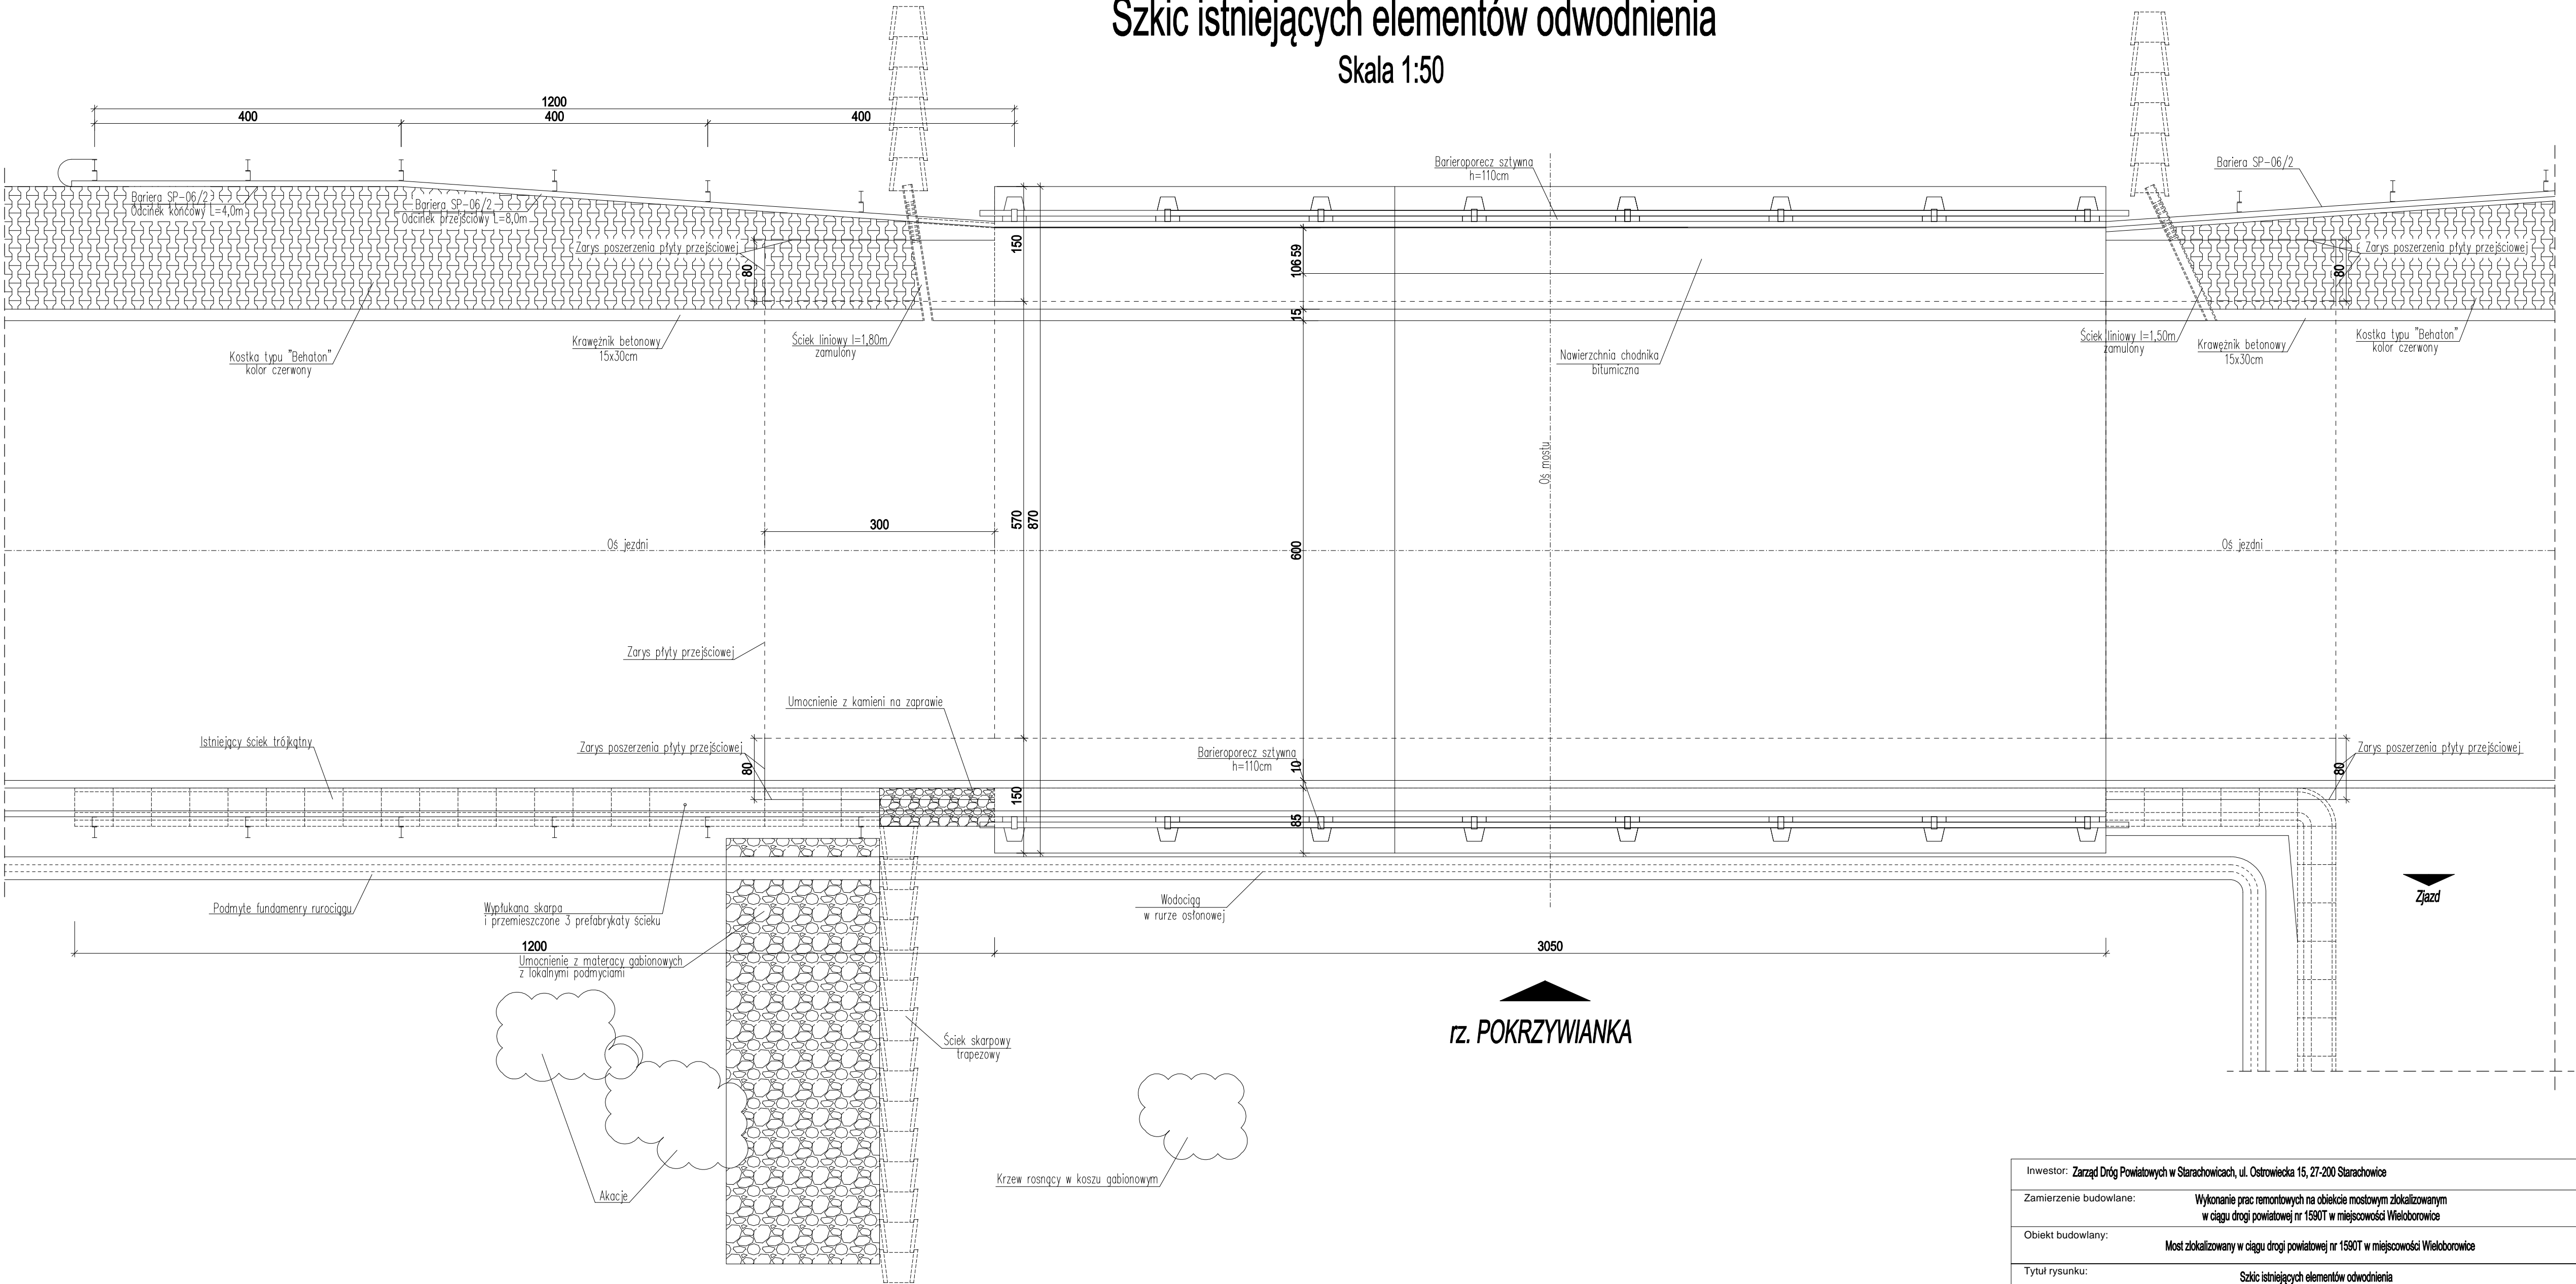 Szkic istniejących elementów odwodnienia
Skala 1:50
1200
400
400
400
Bariera SP-06/2
Odcinek końcowy L=4,0m
Bariera SP-06/2
Odcinek przejściowy L=8,0m
Barieroporecz sztywna
h=110cm
Bariera SP-06/2
Zarys poszerzenia płyty przejściowej
80
150
106
59
15
Zarys poszerzenia płyty przejściowej
80
Kostka typu "Behaton"
kolor czerwony
Krawężnik betonowy
15x30cm
Ściek liniowy l=1,80m
zamulony
Nawierzchnia chodnika
bitumiczna
Ściek liniowy l=1,50m
zamulony
Krawężnik betonowy
15x30cm
Kostka typu "Behaton"
kolor czerwony
Oś mostu
300
570
870
600
Oś jezdni
Oś jezdni
Zarys płyty przejściowej
Umocnienie z kamieni na zaprawie
Istniejący ściek trójkątny
Zarys poszerzenia płyty przejściowej
80
Barieroporecz sztywna
h=110cm
10
150
85
Zarys poszerzenia płyty przejściowej
80
Podmyte fundamenry rurociągu
Wypłukana skarpa
i przemieszczone 3 prefabrykaty ścieku
Wodociąg
w rurze osłonowej
Zjazd
1200
3050
Umocnienie z materacy gabionowych
z lokalnymi podmyciami
rz. POKRZYWIANKA
Ściek skarpowy
trapezowy
Akacje
Krzew rosnący w koszu gabionowym
Inwestor: Zarząd Dróg Powiatowych w Starachowicach, ul. Ostrowiecka 15, 27-200 Starachowice
Zamierzenie budowlane: Wykonanie prac remontowych na obiekcie mostowym zlokalizowanym
w ciągu drogi powiatowej nr 1590T w miejscowości Wieloborowice
Obiekt budowlany:
Most zlokalizowany w ciągu drogi powiatowej nr 1590T w miejscowości Wieloborowice
Tytuł rysunku:
Szkic istniejących elementów odwodnienia